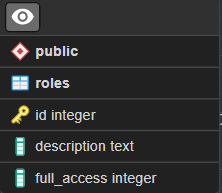 public
roles
id integer
description text
full_access integer